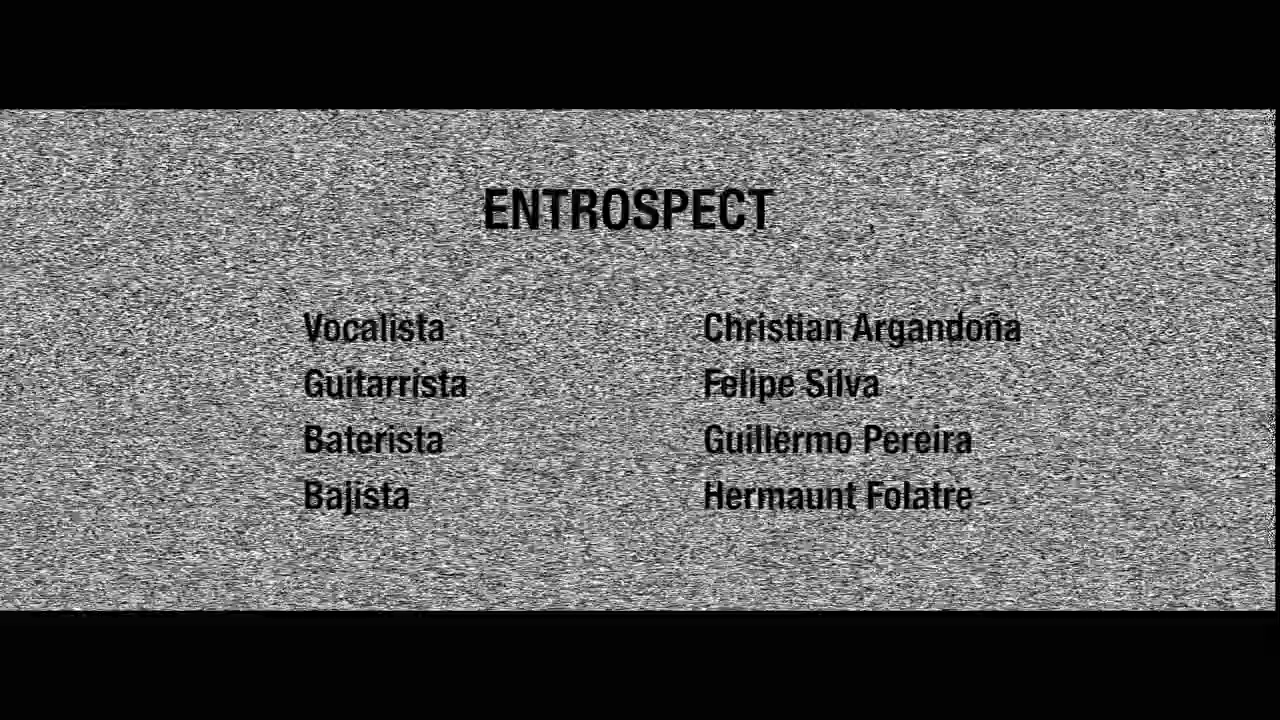 ENTROSPECT
Vocalista Christian Argandoña
Guitarrista Felipe Silva
Baterista Guillermo Pereira
Bajista Hermaunt Folatre